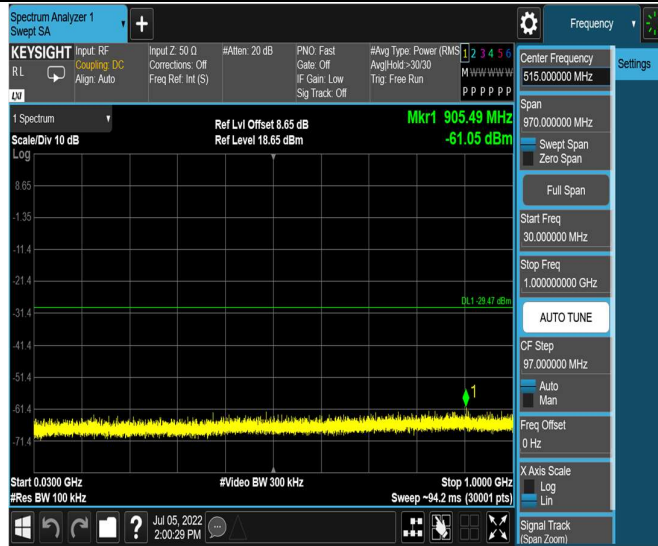 Spectrum Analyzer 1
Swept SA
Frequency
KEYSIGHT
RL
LXI
Input: RF
Coupling: DC
Align: Auto
Input Z: 50 Ω
Corrections: Off
Freq Ref: Int (S)
#Atten: 20 dB
PNO: Fast
Gate: Off
IF Gain: Low
Sig Track: Off
#Avg Type: Power (RMS
Avg|Hold:>30/30
Trig: Free Run
1 2 3 4 5 6
M W W W W W
P P P P P P
1 Spectrum
Scale/Div 10 dB
Log
Ref Lvl Offset 8.65 dB
Ref Level 18.65 dBm
Mkr1 905.49 MHz
-61.05 dBm
8.65
-1.35
-11.4
-21.4
-31.4
-41.4
-51.4
-61.4
-71.4
DL1 -29.47 dBm
1
Start 0.0300 GHz
#Res BW 100 kHz
#Video BW 300 kHz
Stop 1.0000 GHz
Sweep ~94.2 ms (30001 pts)
Jul 05, 2022
2:00:29 PM
Center Frequency
515.000000 MHz
Settings
Span
970.000000 MHz
Swept Span
Zero Span
Full Span
Start Freq
30.000000 MHz
Stop Freq
1.000000000 GHz
AUTO TUNE
CF Step
97.000000 MHz
Auto
Man
Freq Offset
0 Hz
X Axis Scale
Log
Lin
Signal Track
(Span Zoom)